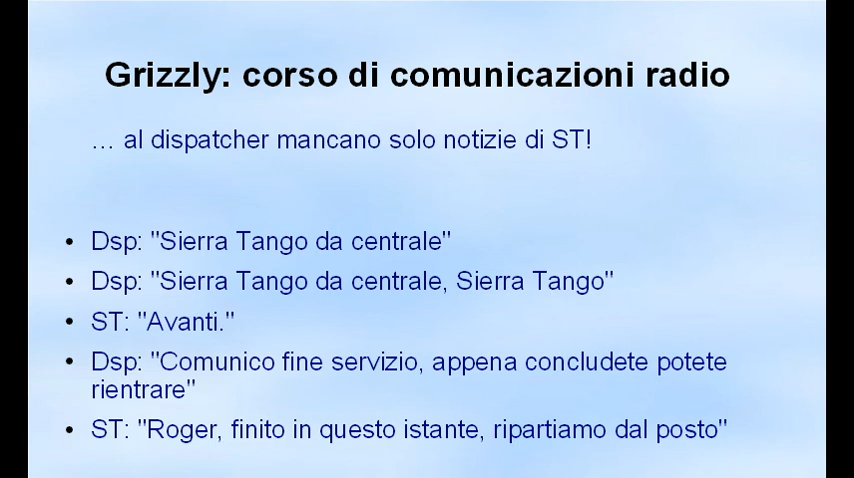 Grizzly: corso di comunicazioni radio
... al dispatcher mancano solo notizie di ST!
• Dsp: "Sierra Tango da centrale"
• Dsp: "Sierra Tango da centrale, Sierra Tango"
• ST: "Avanti."
• Dsp: "Comunico fine servizio, appena concludete potete
rientrare"
• ST: "Roger, finito in questo istante, ripartiamo dal posto"